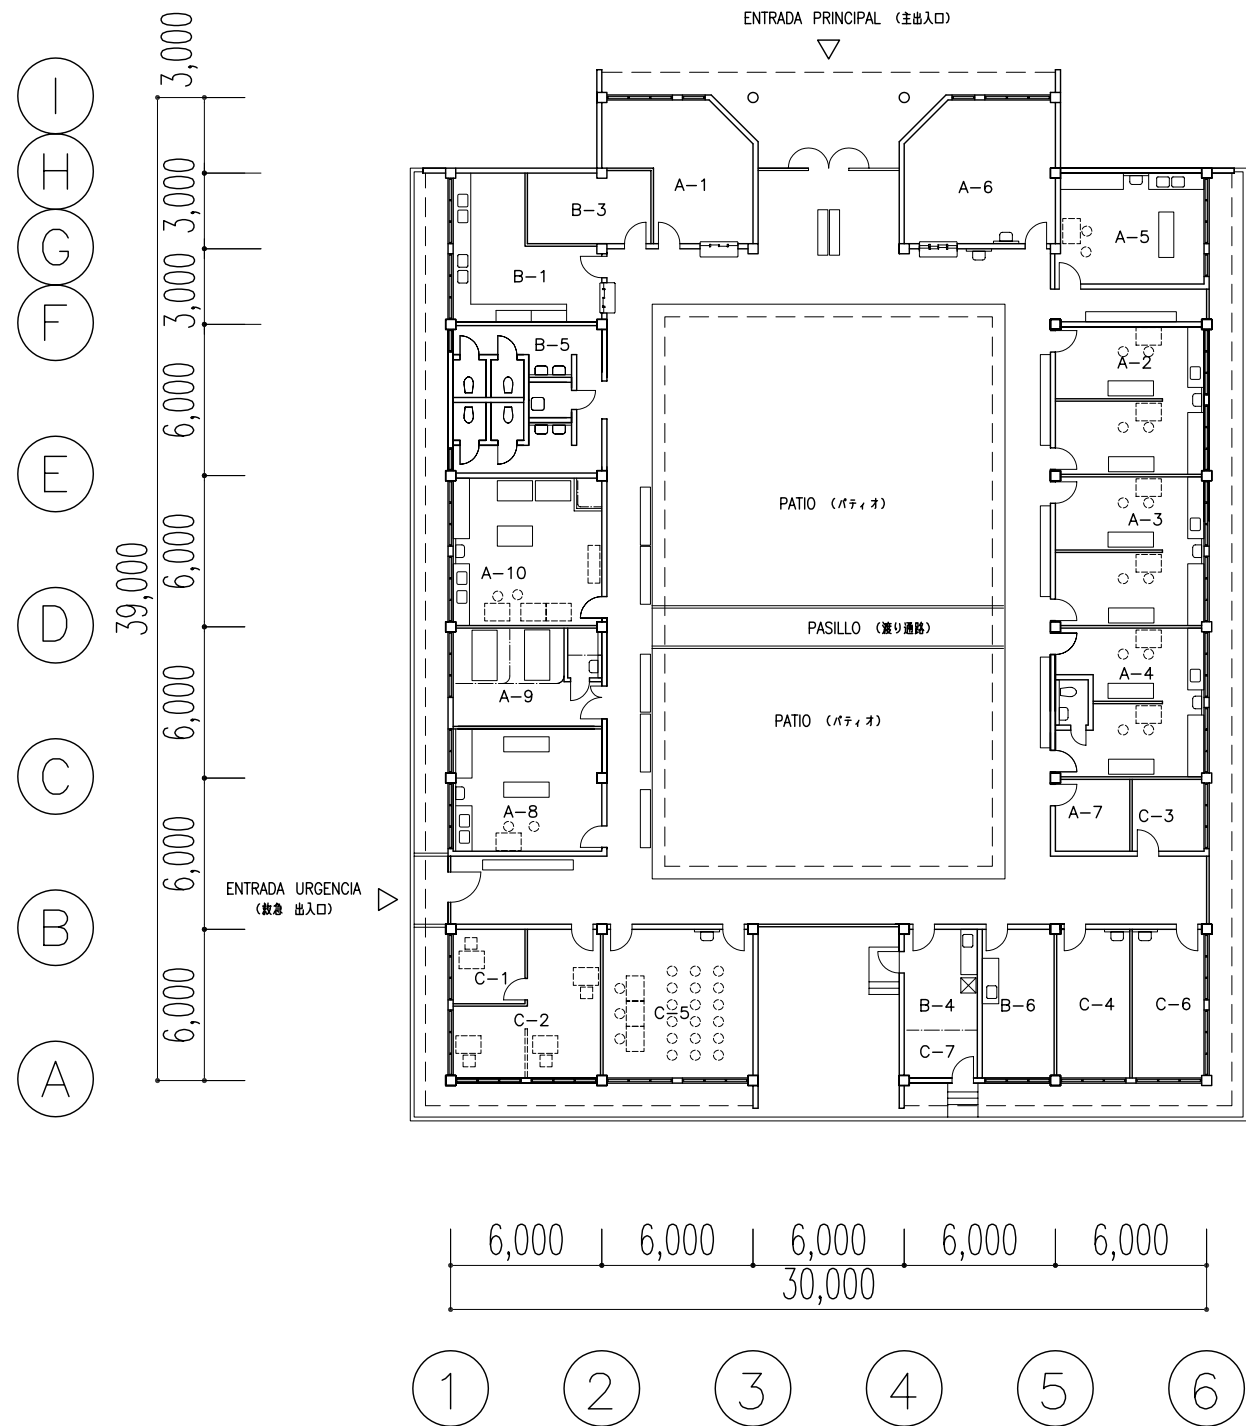 ENTRADA PRINCIPAL (主出入口)
I
3,000
H
3,000
G
3,000
F
6,000
E
6,000
39,000
D
6,000
C
6,000
B
6,000
A
A-1
A-6
B-3
A-5
B-1
B-5
A-2
PATIO (パティオ)
A-3
A-10
PASILLO (渡り通路)
A-4
A-9
PATIO (パティオ)
A-8
A-7
C-3
ENTRADA URGENCIA
(救急 出入口)
C-1
C-2
C-5
B-4
B-6
C-4
C-6
C-7
6,000
6,000
6,000
6,000
6,000
30,000
1
2
3
4
5
6